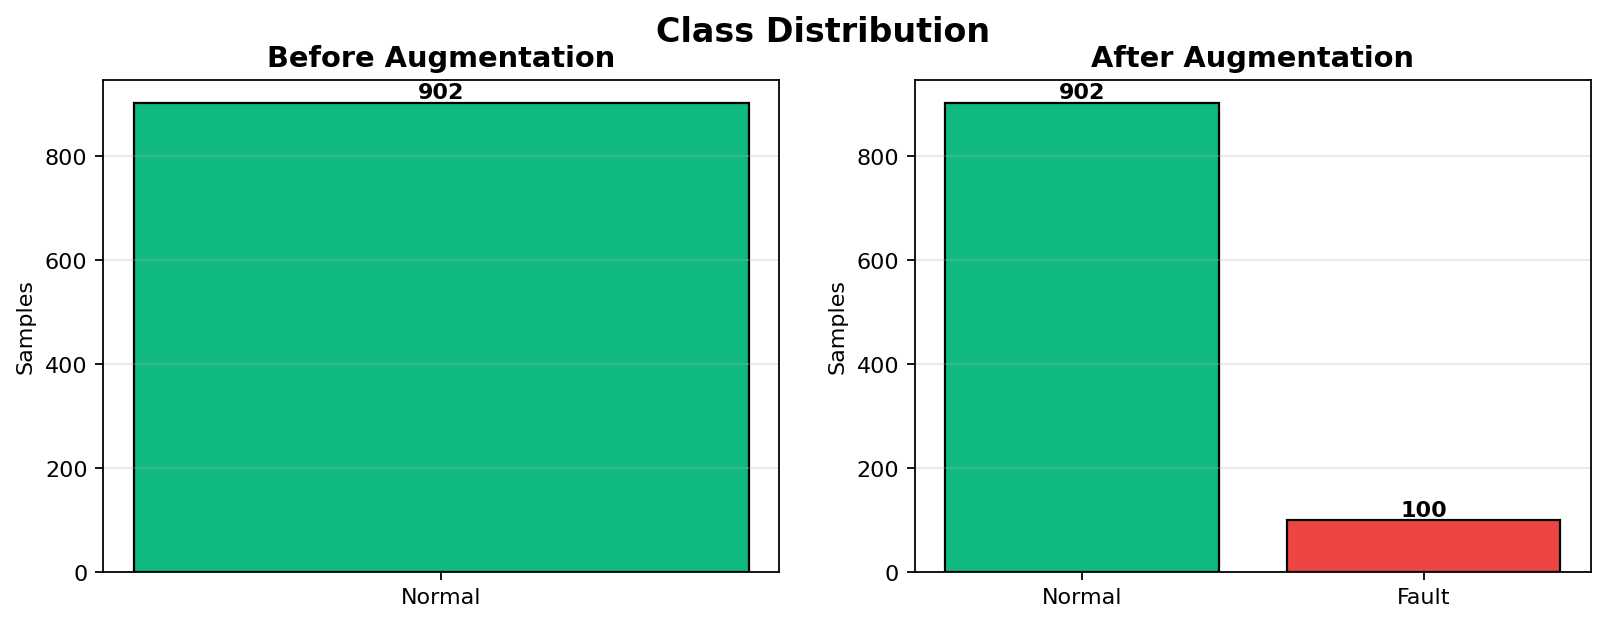 Class Distribution
Before Augmentation
902
800
600
400
200
0
Samples
Normal
After Augmentation
902
100
800
600
400
200
0
Samples
Normal
Fault